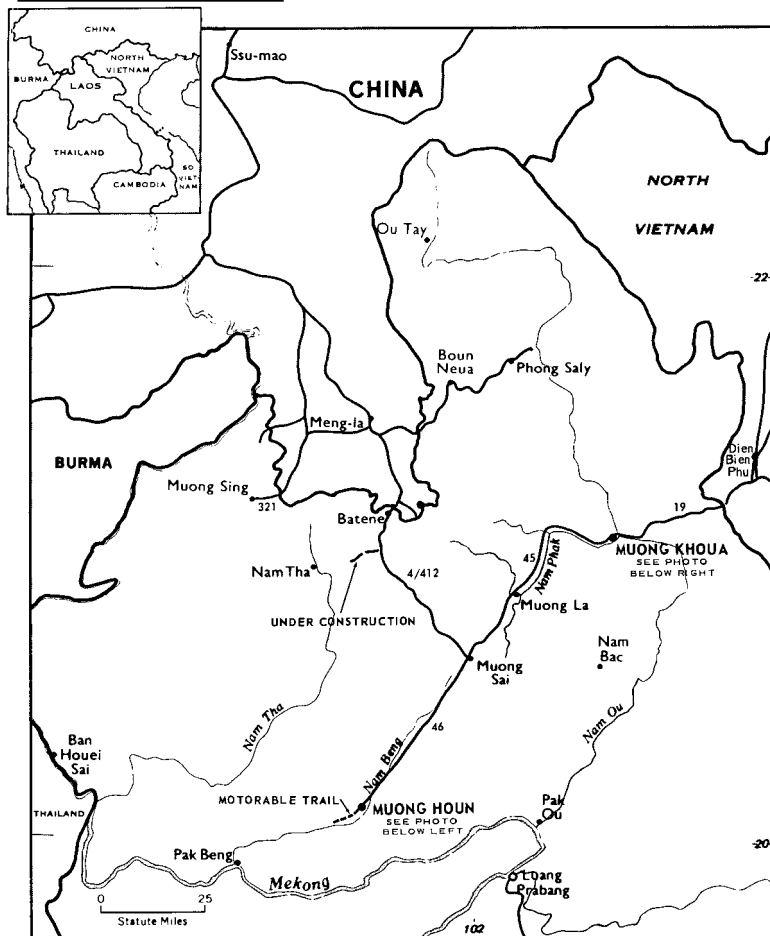 CHINA
NORTH
VIETNAM
BURMA
LAOS
THAILAND
SO
VIET
NAM
CAMBODIA
Ssu-mao
CHINA
NORTH
VIETNAM
Ou Tay
22
Boun
Neua
Phong Saly
Meng-la
BURMA
Dien
Bien
Phu
Muong Sing
321
Batene
19
MUONG KHOUA
SEE PHOTO
BELOW RIGHT
45
Nam Phak
Nam Tha
4/412
Muong La
UNDER CONSTRUCTION
Muong
Sai
Nam
Bac
Nam Tha
46
Nam Ou
Ban
Houei
Sai
Nam Beng
MOTORABLE TRAIL
MUONG HOUN
SEE PHOTO
BELOW LEFT
THAILAND
Pak
Ou
20
Pak Beng
Mekong
Luang
Prabang
0 25
Statute Miles
102